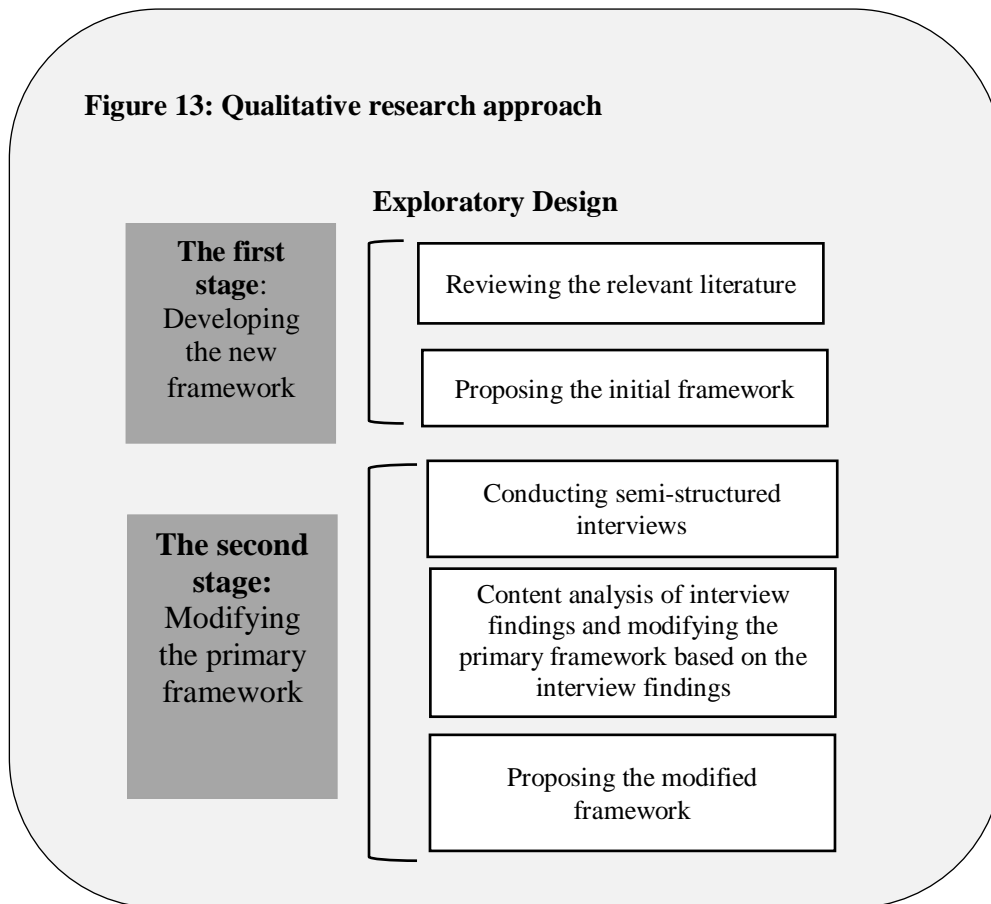 Figure 13: Qualitative research approach
Exploratory Design
The first
stage:
Developing
the new
framework
Reviewing the relevant literature
Proposing the initial framework
The second
stage:
Modifying
the primary
framework
Conducting semi-structured
interviews
Content analysis of interview
findings and modifying the
primary framework based on the
interview findings
Proposing the modified
framework